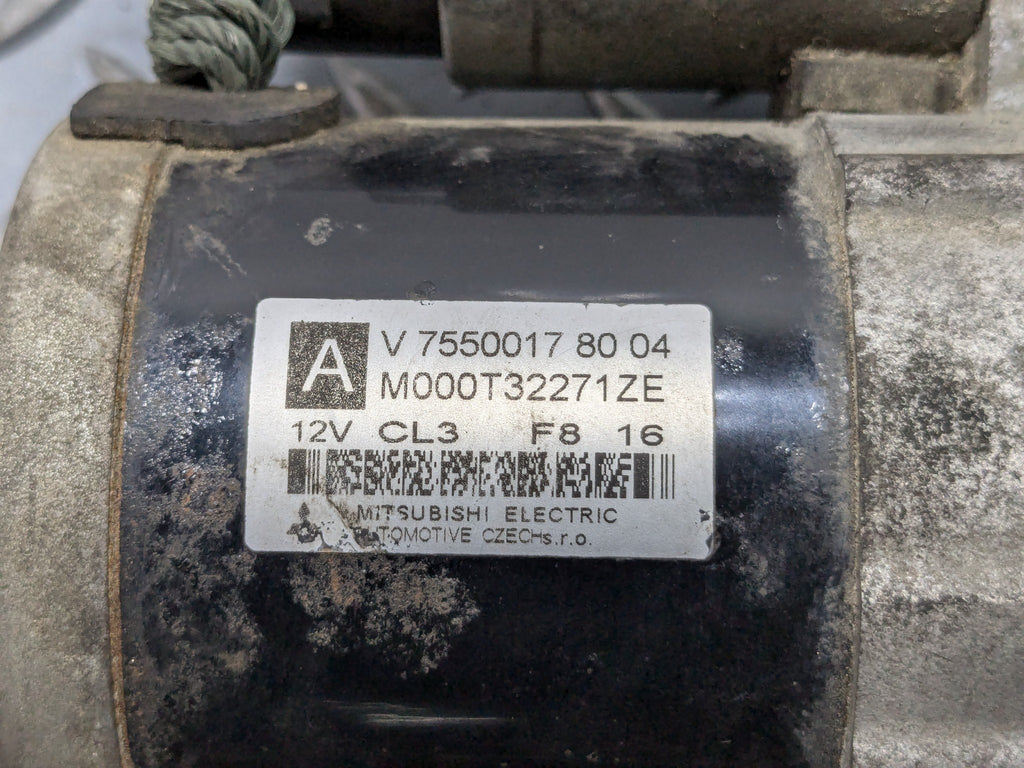 A
V 7550017 80 04
M000T32271ZE
12V CL3 F8 16
MITSUBISHI ELECTRIC
AUTOMOTIVE CZECH s.r.o.